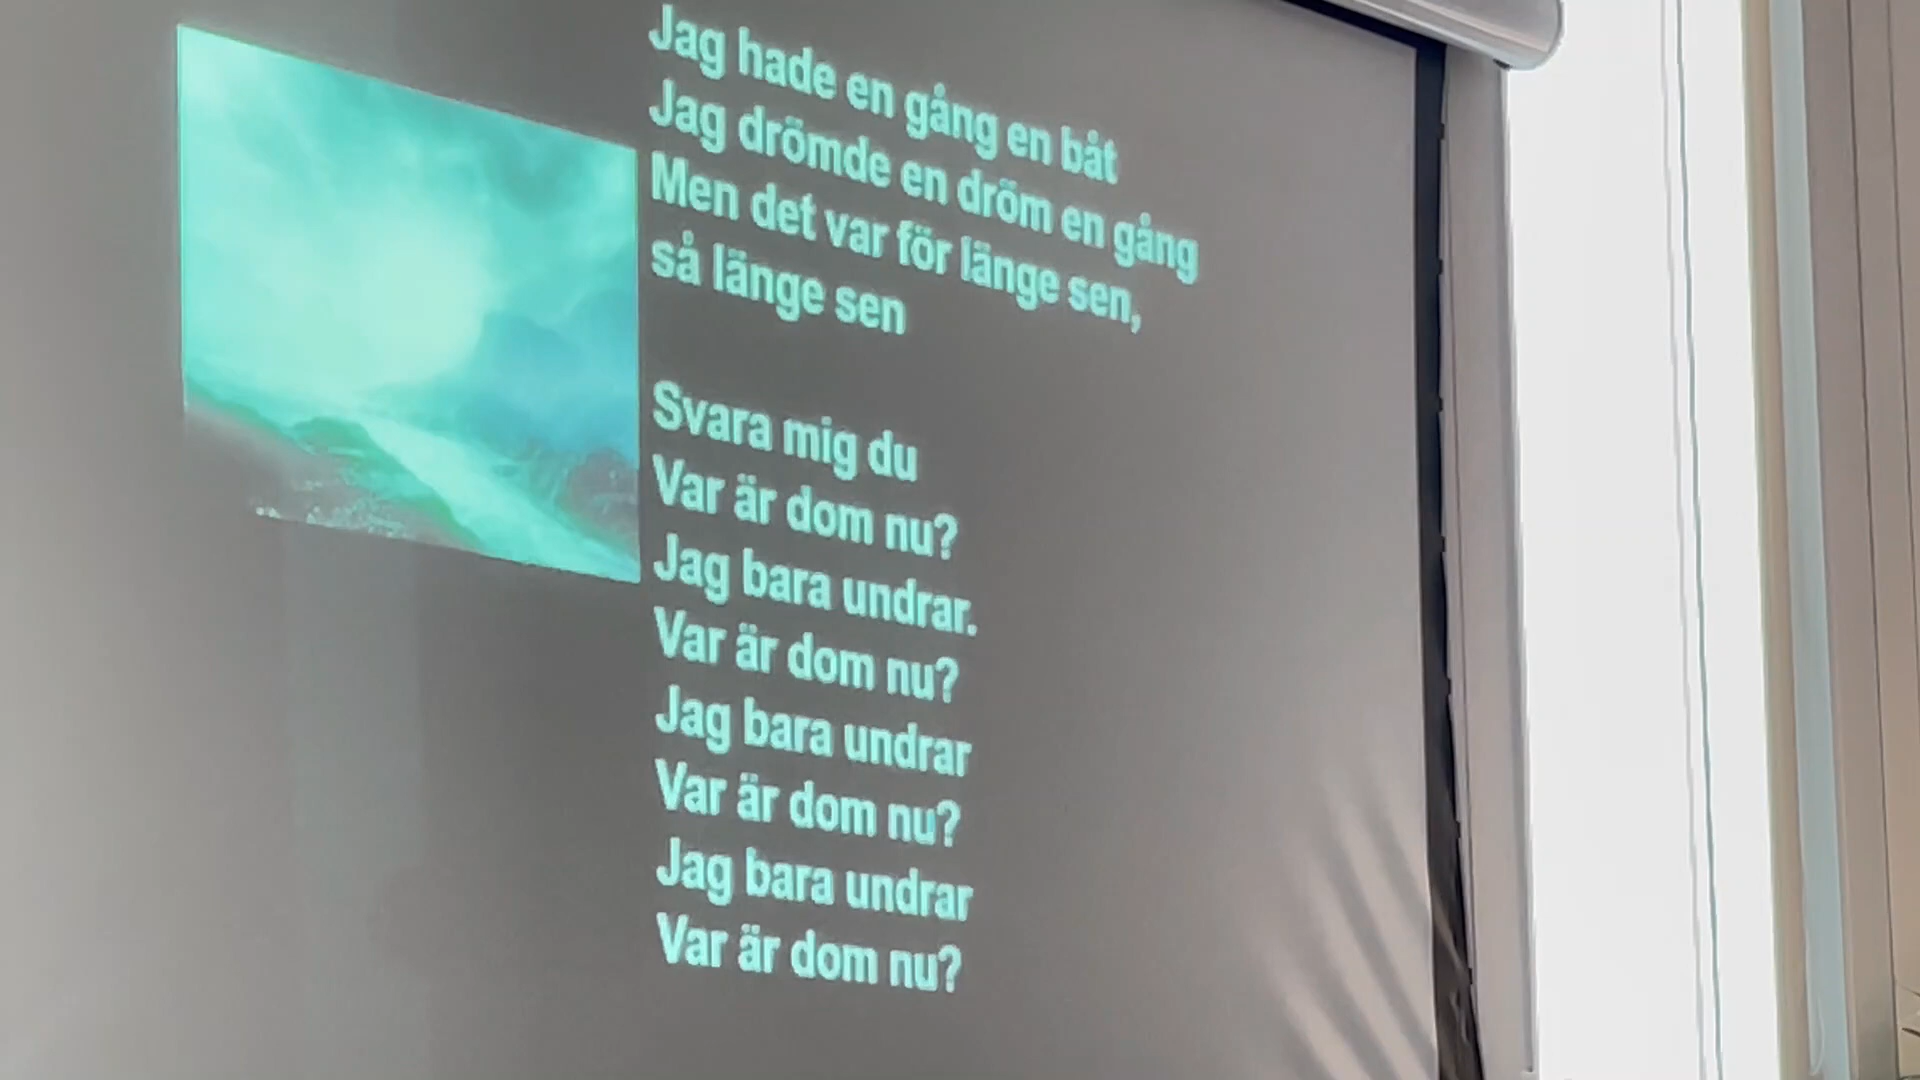 Jag hade en gång en båt
Jag drömde en dröm en gång
Men det var för länge sen,
så länge sen
Svara mig du
Var är dom nu?
Jag bara undrar.
Var är dom nu?
Jag bara undrar
Var är dom nu?
Jag bara undrar
Var är dom nu?